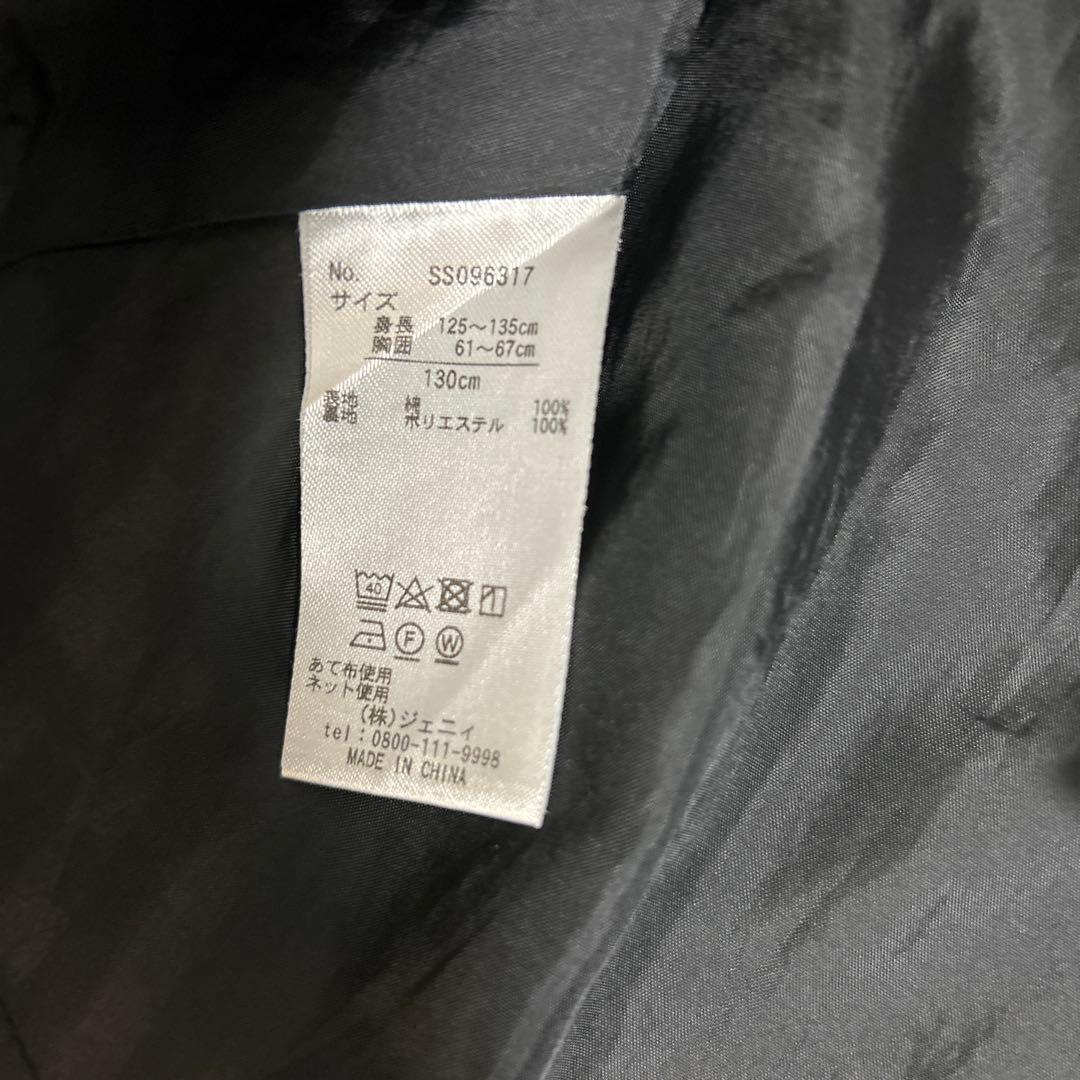 No. SS096317
サイズ
身長 125～135cm
胸囲 61～67cm
130cm
表地 綿 100%
裏地 ポリエステル 100%
40
F W
あて布使用
ネット使用
(株)ジェニィ
tel：0800-111-9998
MADE IN CHINA